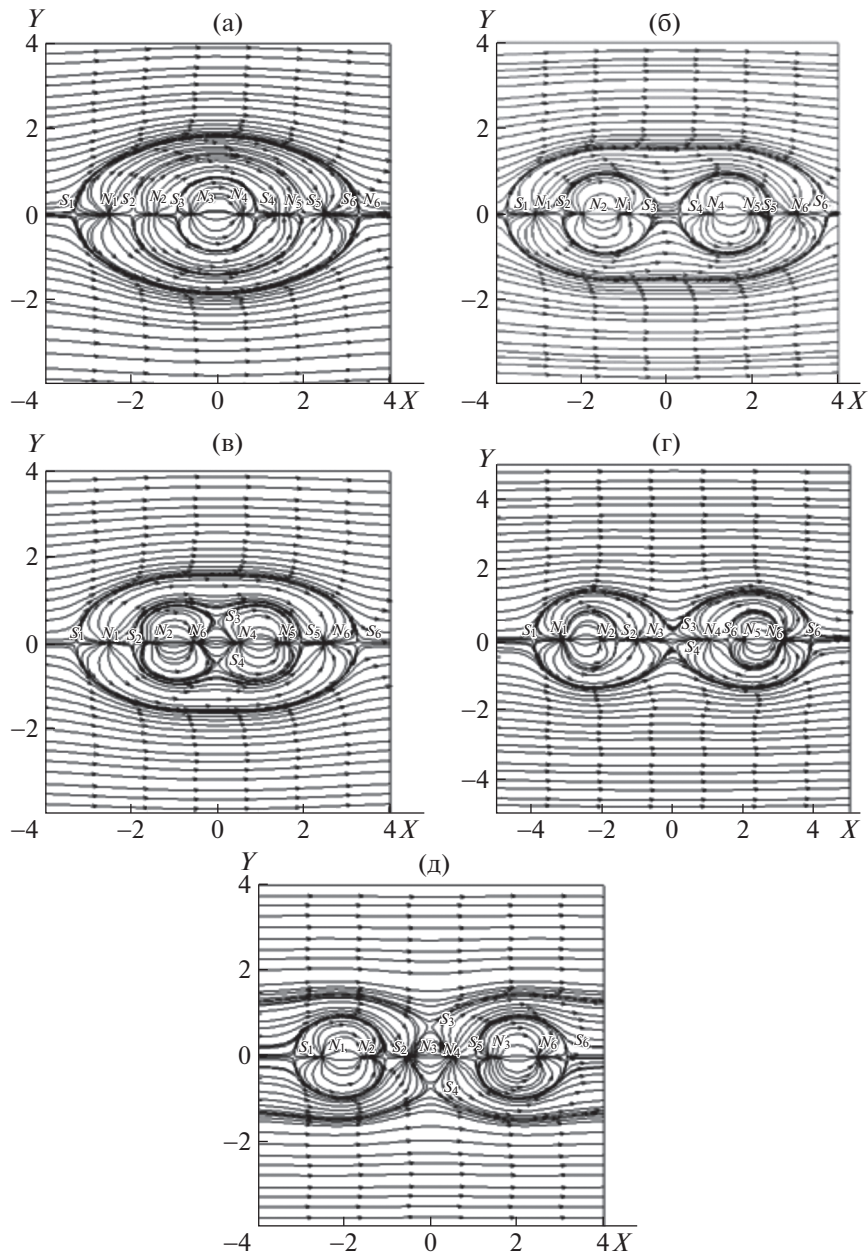 Y (а) Y (б)
4 4
2 2
S1 N1 S2 N2 S3 N3 N4 S4 N5 S5 S6 N6
0
S1 N1 S2 N2 N1 S3 S4 N4 N5 S5 N6 S6
0
−2 −2
−4 −2 0 2 4 X −4 −2 0 2 4 X
Y (в) Y (г)
4
4
2 2
S3
S1 N1 S2 N2 N6 N4 N5 S5 N6 S6
0
S4
S3
S1 N1 N2 S2 N3 N4 S6 N5 N6 S6
0
S4
−2 −2
−4
−4 −2 0 2 4 X −4 −2 0 2 4 X
Y (д)
4
2
S3
S1 N1 N2 S2 N3 N4 S5 N3 N6 S6
0
S4
−2
−4 −2 0 2 4 X